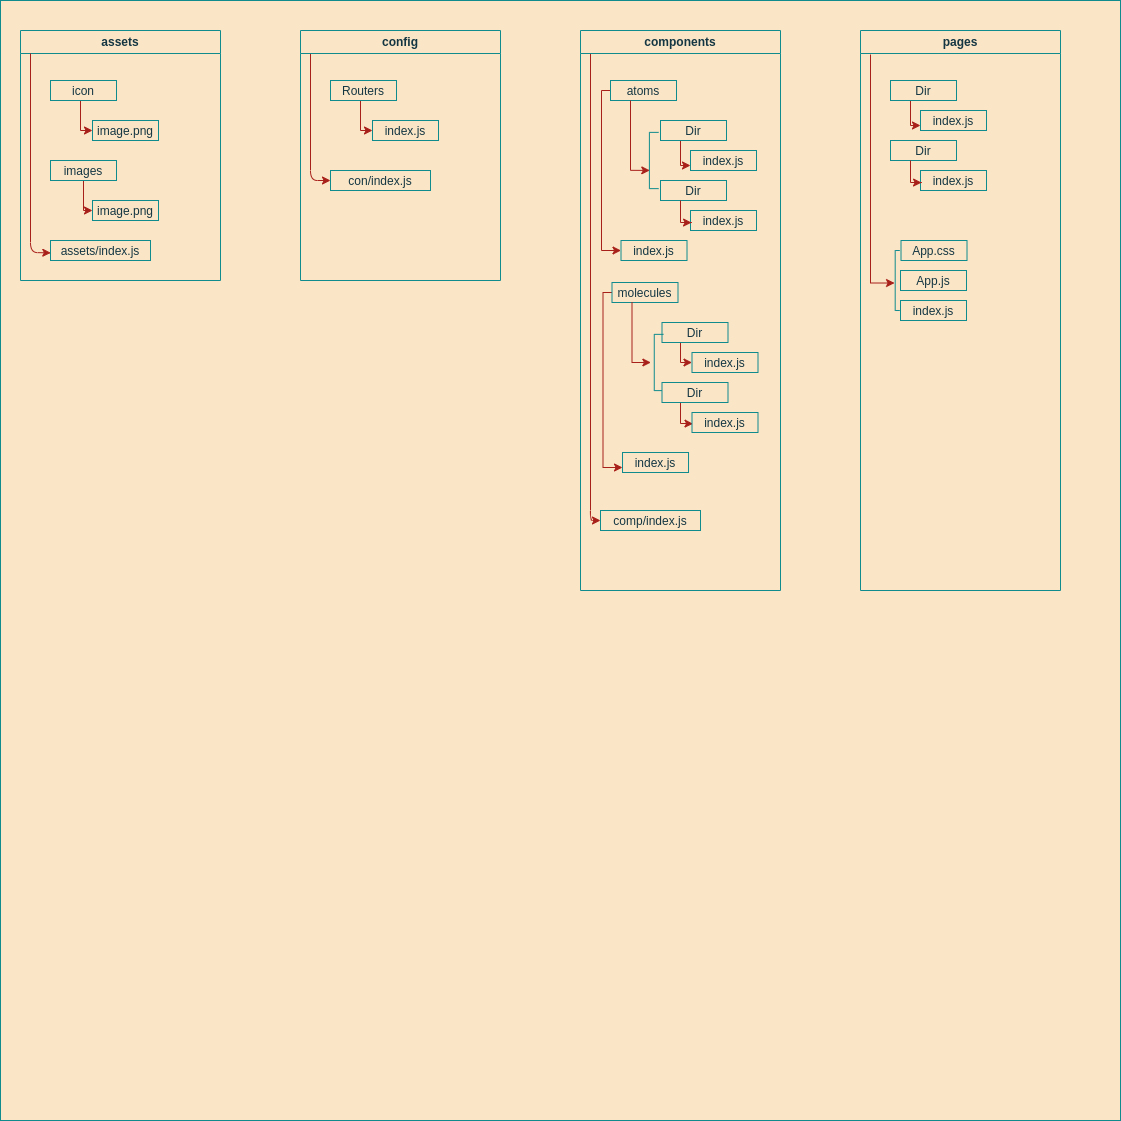 assets
icon
image.png
images
image.png
assets/index.js
config
Routers
index.js
con/index.js
components
atoms
Dir
index.js
Dir
index.js
index.js
molecules
Dir
index.js
Dir
index.js
index.js
comp/index.js
pages
Dir
index.js
Dir
index.js
App.css
App.js
index.js